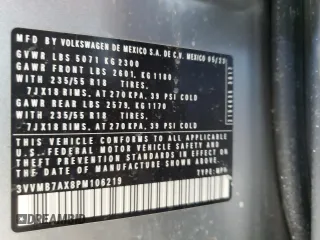 MFD BY VOLKSWAGEN DE MEXICO S.A. DE C.V. MEXICO 05/23
GVWR LBS 5071 KG 2300
GAWR FRONT LBS 2601, KG 1180
WITH 235/55 R18 TIRES,
7JX18 RIMS, AT 270 KPA, 39 PSI COLD
GAWR REAR LBS 2579, KG 1170
WITH 235/55 R18 TIRES,
7JX18 RIMS, AT 270 KPA, 39 PSI COLD
THIS VEHICLE CONFORMS TO ALL APPLICABLE
U.S. FEDERAL MOTOR VEHICLE SAFETY AND
THEFT PREVENTION STANDARDS IN EFFECT ON
THE DATE OF MANUFACTURE SHOWN ABOVE
3VVMB7AX8PM106219 TYPE: MPV